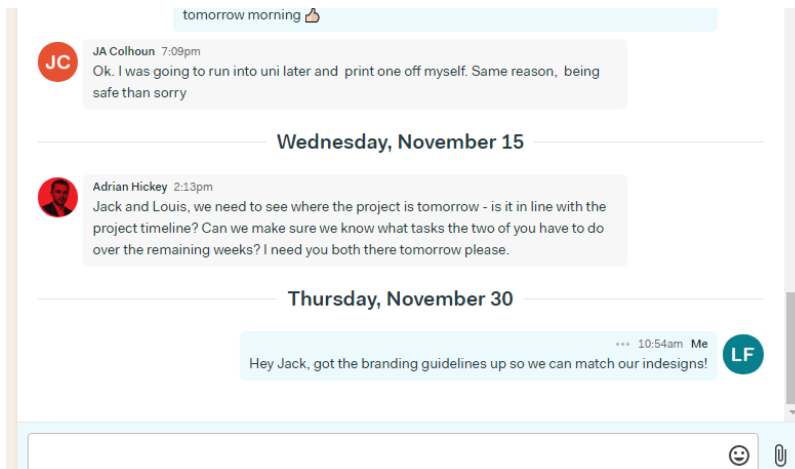 tomorrow morning 👍🏻
JC
JA Colhoun 7:09pm
Ok. I was going to run into uni later and print one off myself. Same reason, being
safe than sorry
Wednesday, November 15
Adrian Hickey 2:13pm
Jack and Louis, we need to see where the project is tomorrow - is it in line with the
project timeline? Can we make sure we know what tasks the two of you have to do
over the remaining weeks? I need you both there tomorrow please.
Thursday, November 30
••• 10:54am Me
LF
Hey Jack, got the branding guidelines up so we can match our indesigns!